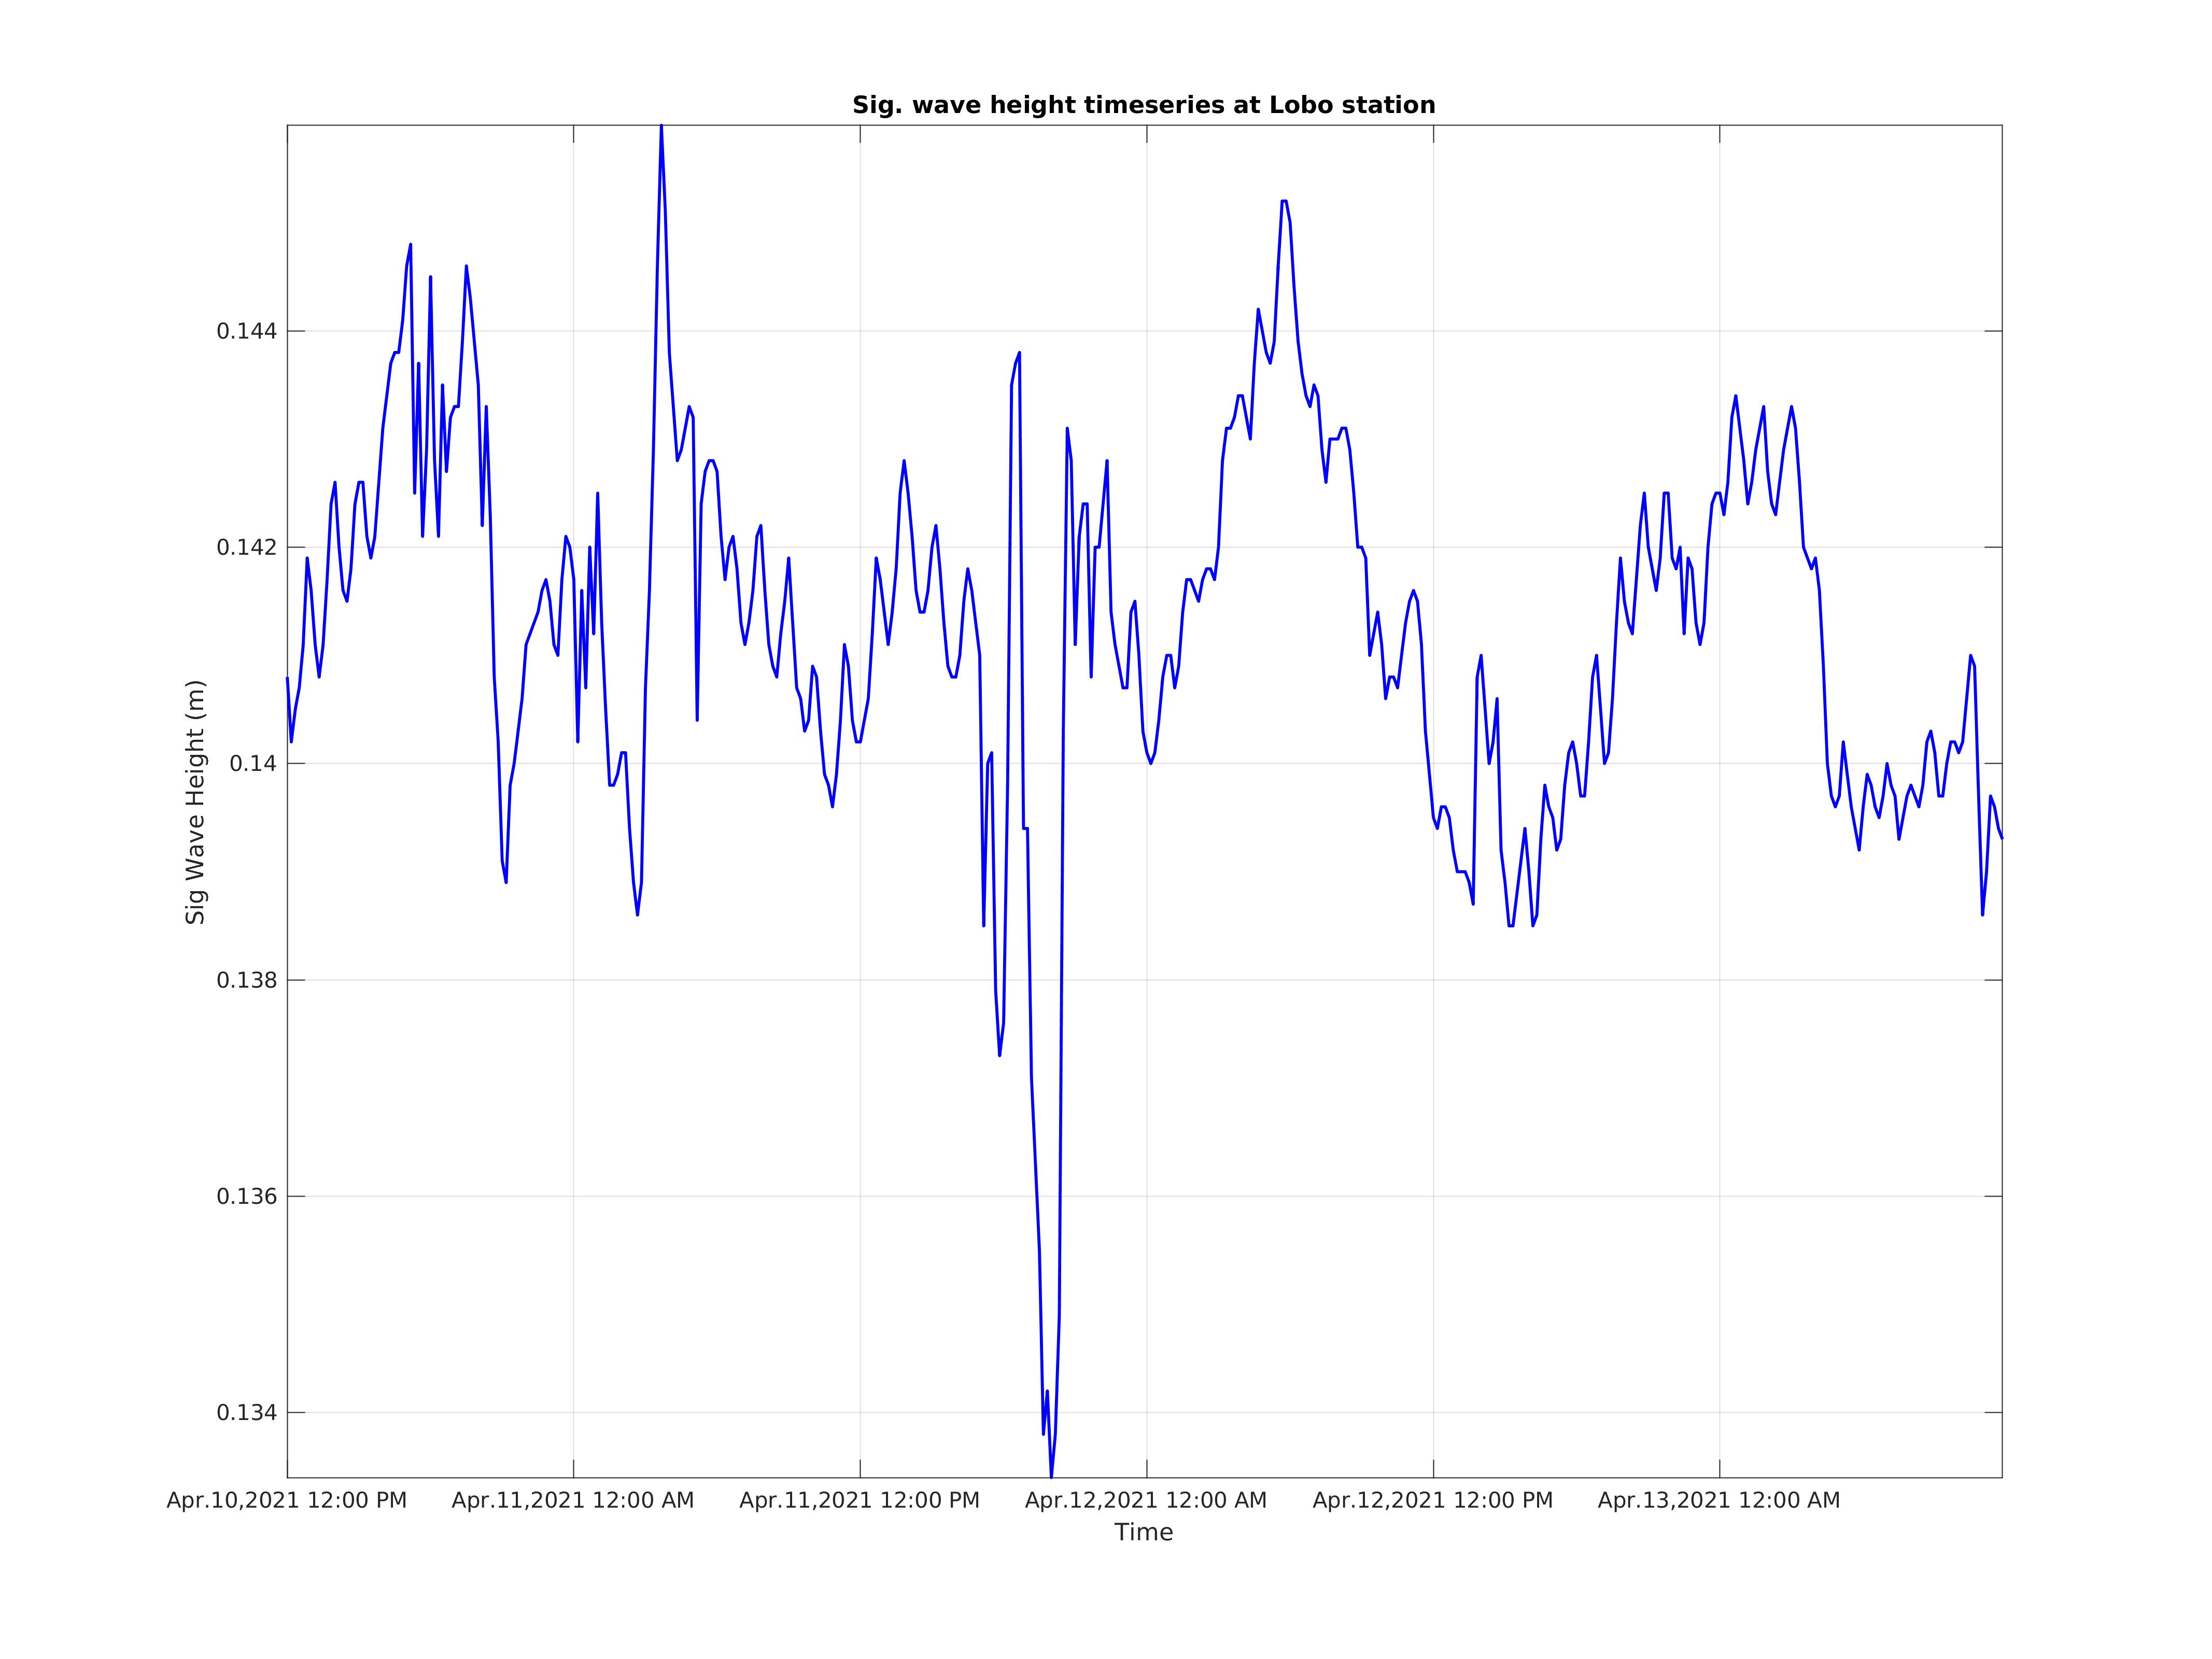 Sig. wave height timeseries at Lobo station
0.144
0.142
0.14
0.138
0.136
0.134
Sig Wave Height (m)
Apr.10,2021 12:00 PM Apr.11,2021 12:00 AM Apr.11,2021 12:00 PM Apr.12,2021 12:00 AM Apr.12,2021 12:00 PM Apr.13,2021 12:00 AM
Time